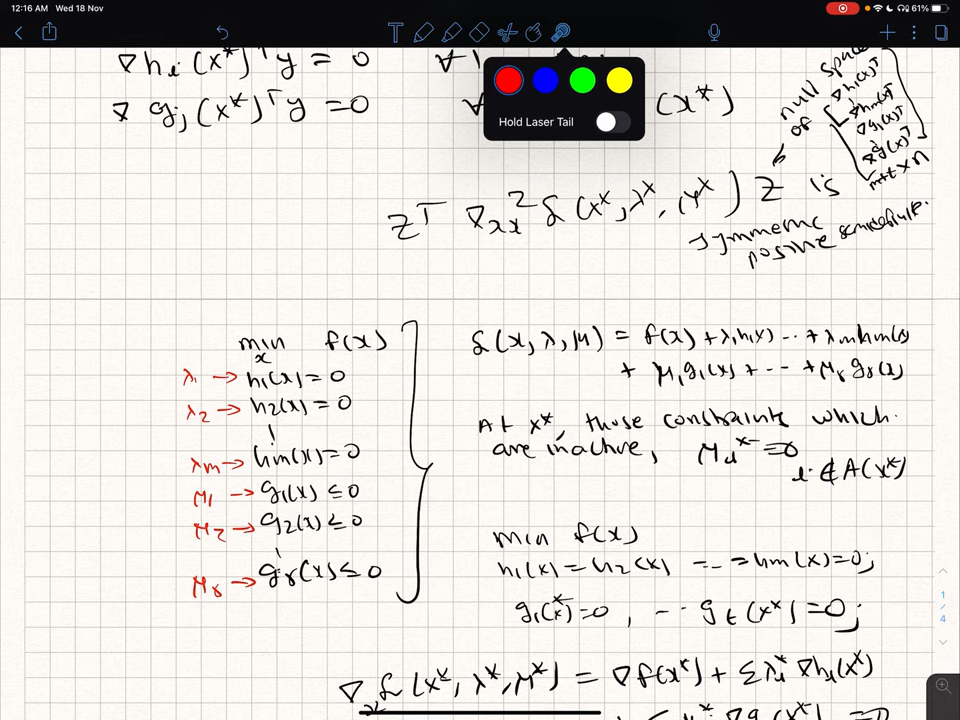 12:16 AM Wed 18 Nov
61%
∇hi(x*)ᵀy = 0 ∀
∇gj(x*)ᵀy = 0 ∀ (x*)
Hold Laser Tail
null space of
∇h1(x)ᵀ
∇hm(x)ᵀ
∇g1(x)ᵀ
∇gt(x)ᵀ
m+t × n
Zᵀ ∇xx² L(x*, λ*, μ*) Z is
symmetric
positive semidefinite.
min f(x)
x
λ1 → h1(x) = 0
λ2 → h2(x) = 0
λm → hm(x) = 0
μ1 → g1(x) ≤ 0
μ2 → g2(x) ≤ 0
μr → gr(x) ≤ 0
L(x, λ, μ) = f(x) + λ1h1(x) ... + λmhm(x)
+ μ1g1(x) + ... + μrgr(x)
At x*, those constraints which
are inactive, μi* = 0
i ∉ A(x*)
min f(x)
h1(x) = h2(x) ... = hm(x) = 0;
g1(x*) = 0, ... gt(x*) = 0;
∇x L(x*, λ*, μ*) = ∇f(x*) + Σλi* ∇hi(x*)
1
/
4